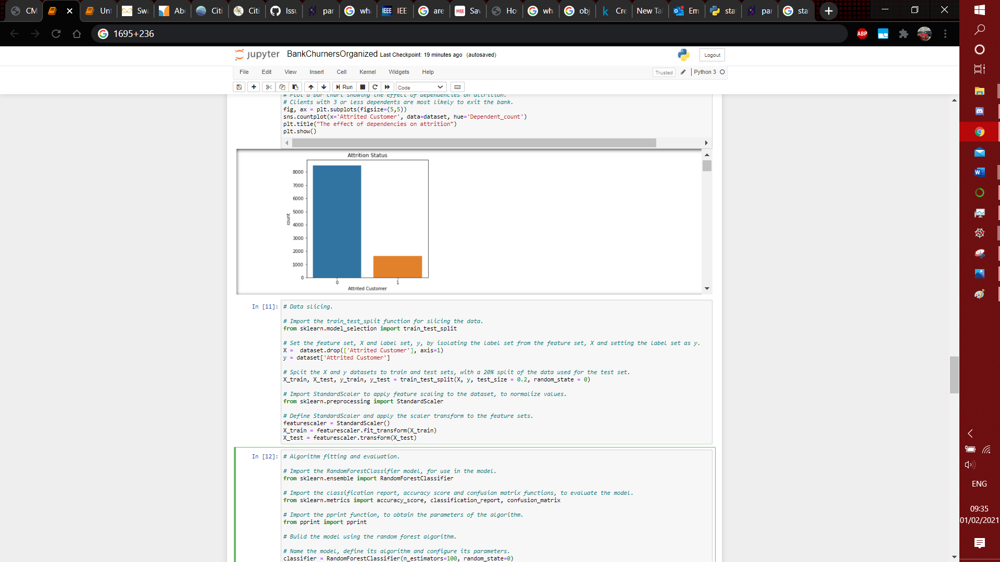 CM
Unt
Swa
Abo
Citi
Citi
Issu
par
wha
IEEE
IEE
are
MSE
Sav
Ho
wh
obj
k
Cre
New Tal
Em
sta
par
sta
1695+236
ABP
jupyter BankChurnersOrganized Last Checkpoint: 19 minutes ago (autosaved)
Logout
File Edit View Insert Cell Kernel Widgets Help
Trusted Python 3
Run Code
# Plot a bar chart showing the effect of dependencies on attrition.
# Clients with 3 or less dependents are most likely to exit the bank.
fig, ax = plt.subplots(figsize=(5,5))
sns.countplot(x='Attrited Customer', data=dataset, hue='Dependent_count')
plt.title("The effect of dependencies on attrition")
plt.show()
Attrition Status
8000
7000
6000
5000
4000
3000
2000
1000
0
count
0 1
Attrited Customer
In [11]:
# Data slicing.
# Import the train_test_split function for slicing the data.
from sklearn.model_selection import train_test_split
# Set the feature set, X and label set, y, by isolating the label set from the feature set, X and setting the label set as y.
X =  dataset.drop(['Attrited Customer'], axis=1)
y = dataset['Attrited Customer']
# Split the X and y datasets to train and test sets, with a 20% split of the data used for the test set.
X_train, X_test, y_train, y_test = train_test_split(X, y, test_size = 0.2, random_state = 0)
# Import StandardScaler to apply feature scaling to the dataset, to normalize values.
from sklearn.preprocessing import StandardScaler
# Define StandardScaler and apply the scaler transform to the feature sets.
featurescaler = StandardScaler()
X_train = featurescaler.fit_transform(X_train)
X_test = featurescaler.transform(X_test)
In [12]:
# Algorithm fitting and evaluation.
# Import the RandomForestClassifier model, for use in the model.
from sklearn.ensemble import RandomForestClassifier
# Import the classification report, accuracy score and confusion matrix functions, to evaluate the model.
from sklearn.metrics import accuracy_score, classification_report, confusion_matrix
# Import the pprint function, to obtain the parameters of the algorithm.
from pprint import pprint
# Build the model using the random forest algorithm.
# Name the model, define its algorithm and configure its parameters.
classifier = RandomForestClassifier(n_estimators=100, random_state=0)
ENG
09:35
01/02/2021